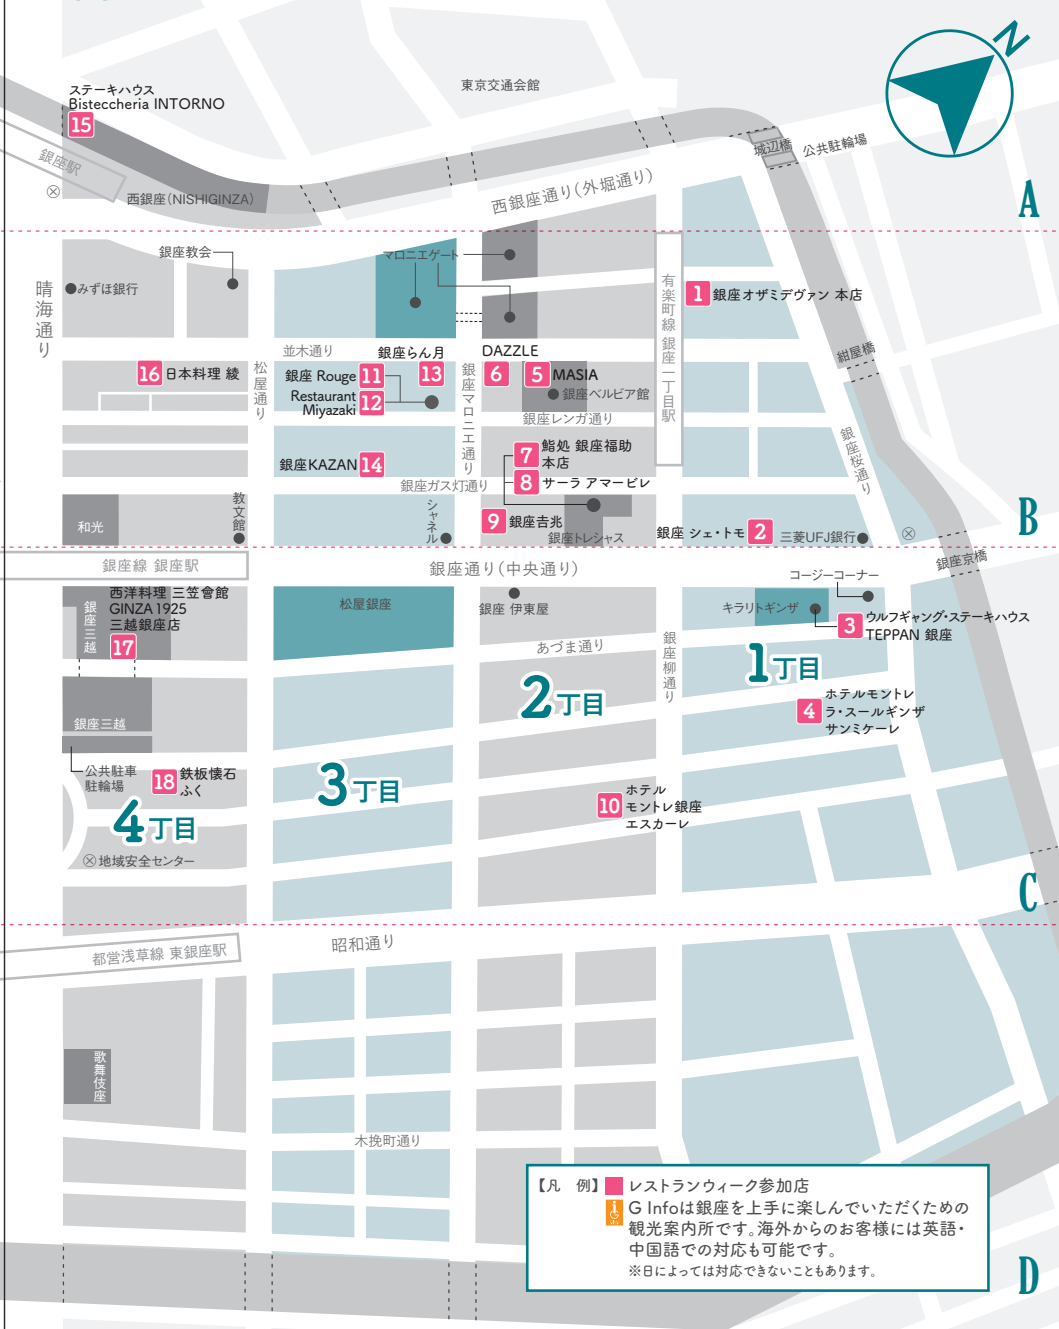 N
東京交通会館
ステーキハウス
Bisteccheria INTORNO
15
銀座駅
西銀座(NISHIGINZA)
西銀座通り(外堀通り)
城辺橋
公共駐輪場
A
銀座教会
みずほ銀行
晴海通り
マロニエゲート
有楽町線 銀座一丁目駅
1 銀座オザミデヴァン 本店
紺屋橋
並木通り
銀座らん月
13
DAZZLE
6
5 MASIA
銀座ベルビア館
16 日本料理 綾
松屋通り
銀座 Rouge 11
Restaurant
Miyazaki 12
銀座マロニエ通り
銀座レンガ通り
銀座桜通り
7 鮨処 銀座福助
本店
8 サーラ アマービレ
銀座KAZAN 14
銀座ガス灯通り
和光
教文館
シャネル
9 銀座𠮷兆
銀座トレシャス
銀座 シェ・トモ 2
三菱UFJ銀行
B
銀座京橋
銀座線 銀座駅
銀座通り(中央通り)
コージーコーナー
西洋料理 三笠會館
GINZA 1925
三越銀座店
17
銀座三越
松屋銀座
銀座 伊東屋
キラリトギンザ
3 ウルフギャング・ステーキハウス
TEPPAN 銀座
あづま通り
銀座柳通り
1丁目
2丁目
4 ホテルモントレ
ラ・スールギンザ
サンミケーレ
銀座三越
公共駐車
駐輪場
18 鉄板懐石
ふく
3丁目
10 ホテル
モントレ銀座
エスカーレ
4丁目
地域安全センター
C
都営浅草線 東銀座駅
昭和通り
歌舞伎座
木挽町通り
【凡 例】 レストランウィーク参加店
G Infoは銀座を上手に楽しんでいただくための
観光案内所です。海外からのお客様には英語・
中国語での対応も可能です。
※日によっては対応できないこともあります。
D